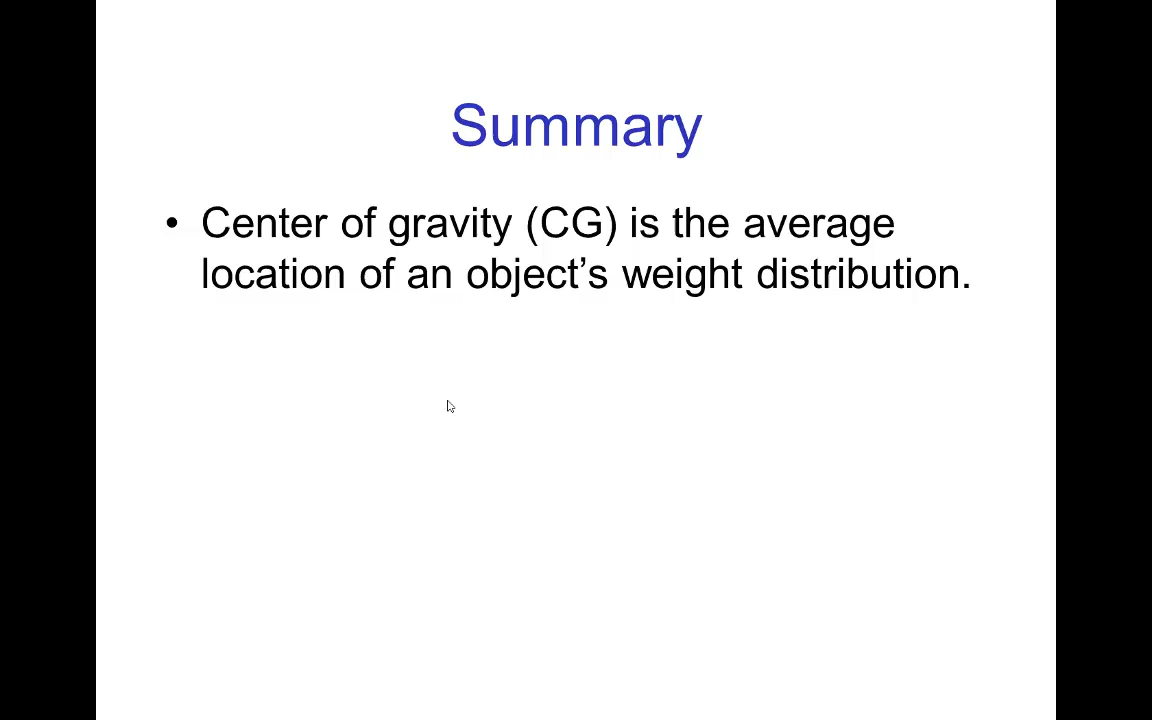 Summary
• Center of gravity (CG) is the average
location of an object’s weight distribution.